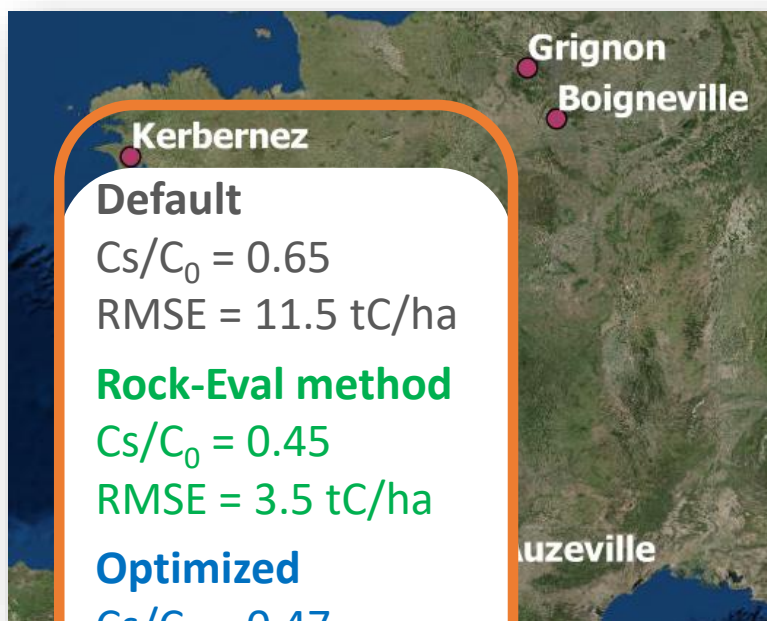 Grignon
Boigneville
Kerbernez
Default
Cs/C₀ = 0.65
RMSE = 11.5 tC/ha
Rock-Eval method
Cs/C₀ = 0.45
RMSE = 3.5 tC/ha
uzeville
Optimized